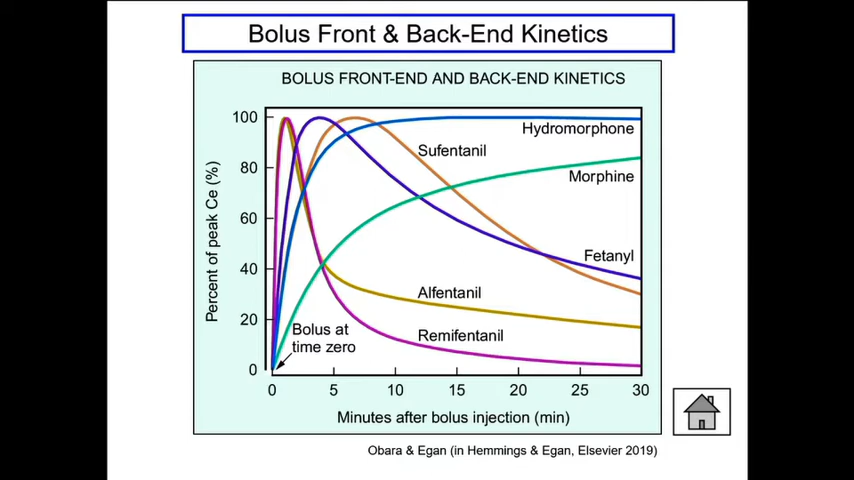 Bolus Front & Back-End Kinetics
BOLUS FRONT-END AND BACK-END KINETICS
Percent of peak Ce (%)
100
80
60
40
20
0
Hydromorphone
Sufentanil
Morphine
Fetanyl
Alfentanil
Remifentanil
Bolus at
time zero
0 5 10 15 20 25 30
Minutes after bolus injection (min)
Obara & Egan (in Hemmings & Egan, Elsevier 2019)